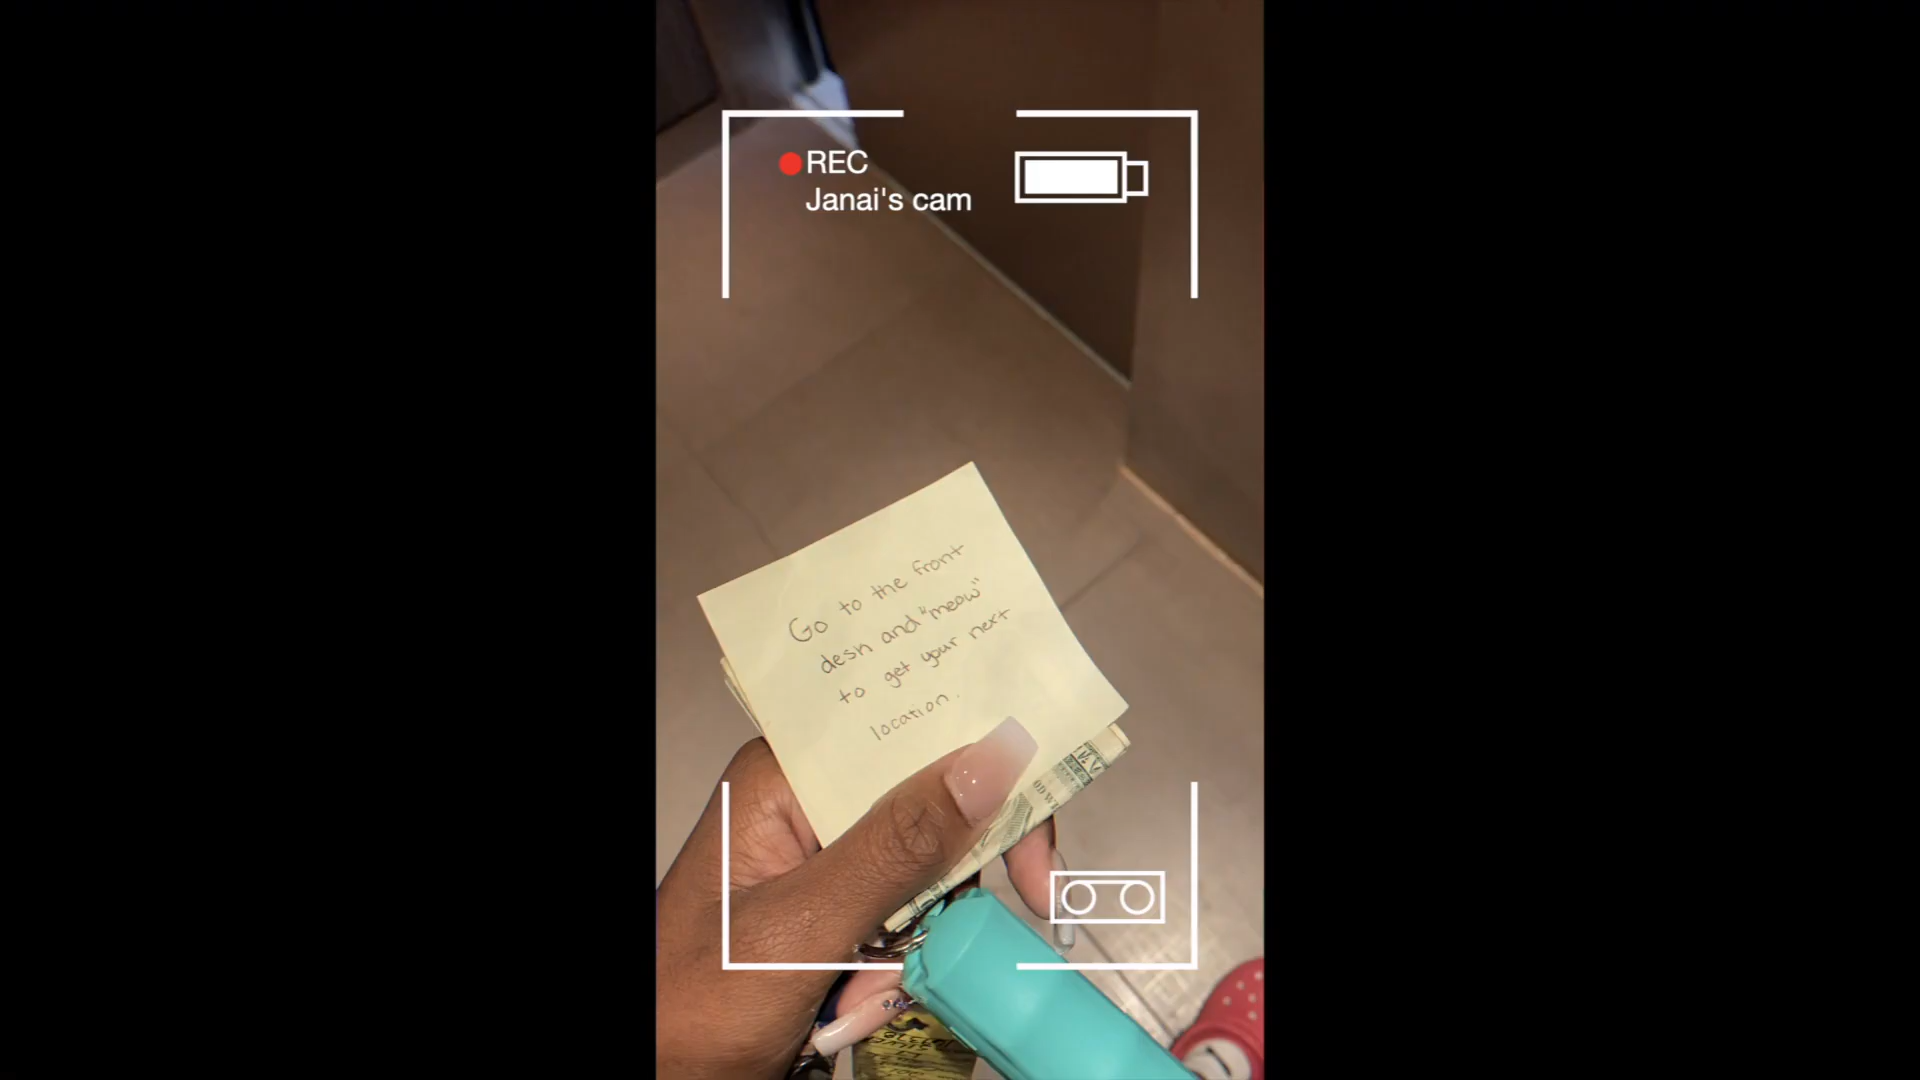 REC
Janai's cam
Go to the front
desk and "meow"
to get your next
location.